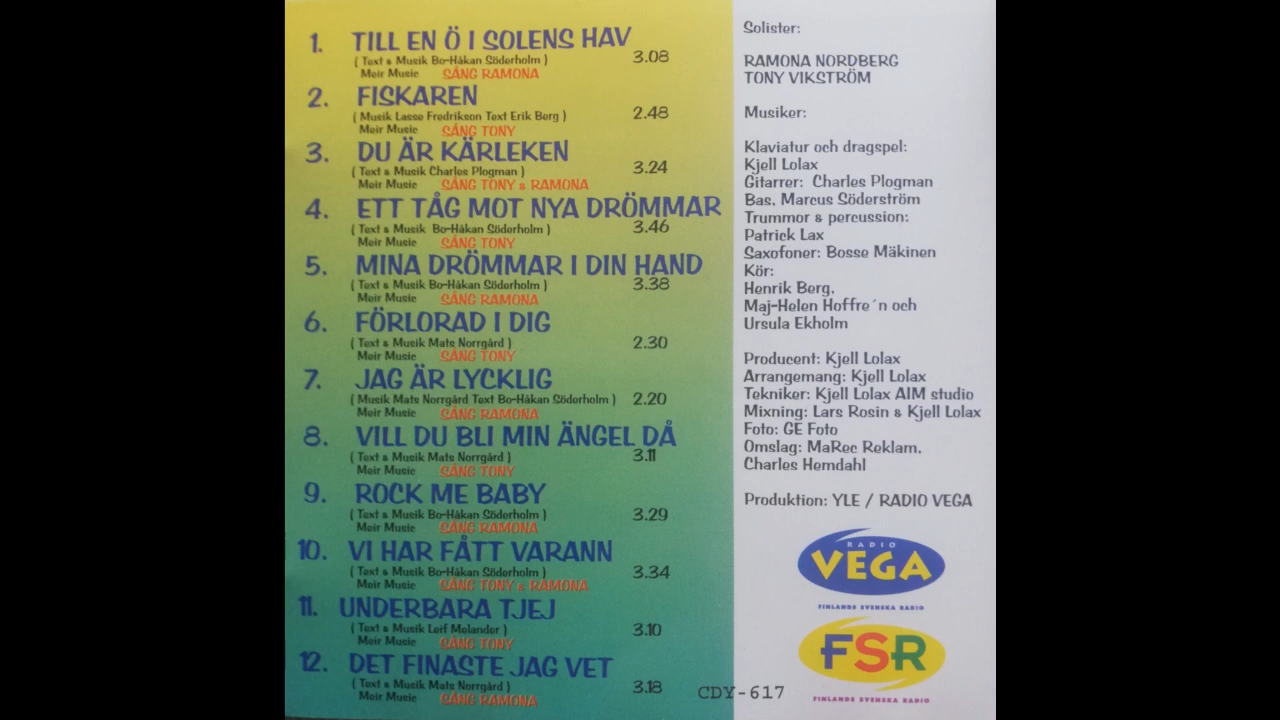 1. TILL EN Ö I SOLENS HAV
( Text & Musik Bo-Håkan Söderholm ) 3.08
Meir Music SÅNG RAMONA
2. FISKAREN
( Musik Lasse Fredrikson Text Erik Berg ) 2.48
Meir Music SÅNG TONY
3. DU ÄR KÄRLEKEN
( Text & Musik Charles Plogman ) 3.24
Meir Music SÅNG TONY & RAMONA
4. ETT TÅG MOT NYA DRÖMMAR
( Text & Musik Bo-Håkan Söderholm ) 3.46
Meir Music SÅNG TONY
5. MINA DRÖMMAR I DIN HAND
( Text & Musik Bo-Håkan Söderholm ) 3.38
Meir Music SÅNG RAMONA
6. FÖRLORAD I DIG
( Text & Musik Mats Norrgård ) 2.30
Meir Music SÅNG TONY
7. JAG ÄR LYCKLIG
( Musik Mats Norrgård Text Bo-Håkan Söderholm ) 2.20
Meir Music SÅNG RAMONA
8. VILL DU BLI MIN ÄNGEL DÅ
( Text & Musik Mats Norrgård ) 3.11
Meir Music SÅNG TONY
9. ROCK ME BABY
( Text & Musik Bo-Håkan Söderholm ) 3.29
Meir Music SÅNG RAMONA
10. VI HAR FÅTT VARANN
( Text & Musik Bo-Håkan Söderholm ) 3.34
Meir Music SÅNG TONY & RAMONA
11. UNDERBARA TJEJ
( Text & Musik Leif Melander ) 3.10
Meir Music SÅNG TONY
12. DET FINASTE JAG VET
( Text & Musik Mats Norrgård ) 3.18
Meir Music SÅNG RAMONA
Solister:
RAMONA NORDBERG
TONY VIKSTRÖM
Musiker:
Klaviatur och dragspel:
Kjell Lolax
Gitarrer: Charles Plogman
Bas, Marcus Söderström
Trummor & percussion:
Patrick Lax
Saxofoner: Bosse Mäkinen
Kör:
Henrik Berg,
Maj-Helen Hoffre´n och
Ursula Ekholm
Producent: Kjell Lolax
Arrangemang: Kjell Lolax
Tekniker: Kjell Lolax AIM studio
Mixning: Lars Rosin & Kjell Lolax
Foto: GE Foto
Omslag: MaRec Reklam,
Charles Hemdahl
Produktion: YLE / RADIO VEGA
RADIO
VEGA
FINLANDS SVENSKA RADIO
FSR
FINLANDS SVENSKA RADIO
CDY-617